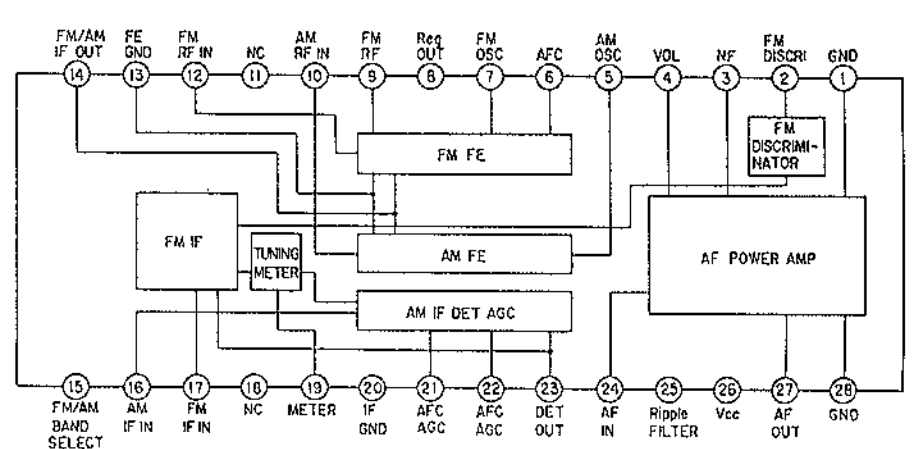 FM/AM
IF OUT
FE
GND
FM
RF IN
NC
AM
RF IN
FM
RF
Reg
OUT
FM
OSC
AFC
AM
OSC
VOL
NF
FM
DISCRI
GND
14
13
12
11
10
9
8
7
6
5
4
3
2
1
FM FE
FM
DISCRIMI-
NATOR
FM IF
TUNING
METER
AM FE
AF POWER AMP
AM IF DET AGC
15
16
17
18
19
20
21
22
23
24
25
26
27
28
FM/AM
BAND
SELECT
AM
IF IN
FM
IF IN
NC
METER
IF
GND
AFC
AGC
AFC
AGC
DET
OUT
AF
IN
Ripple
FILTER
Vcc
AF
OUT
GND